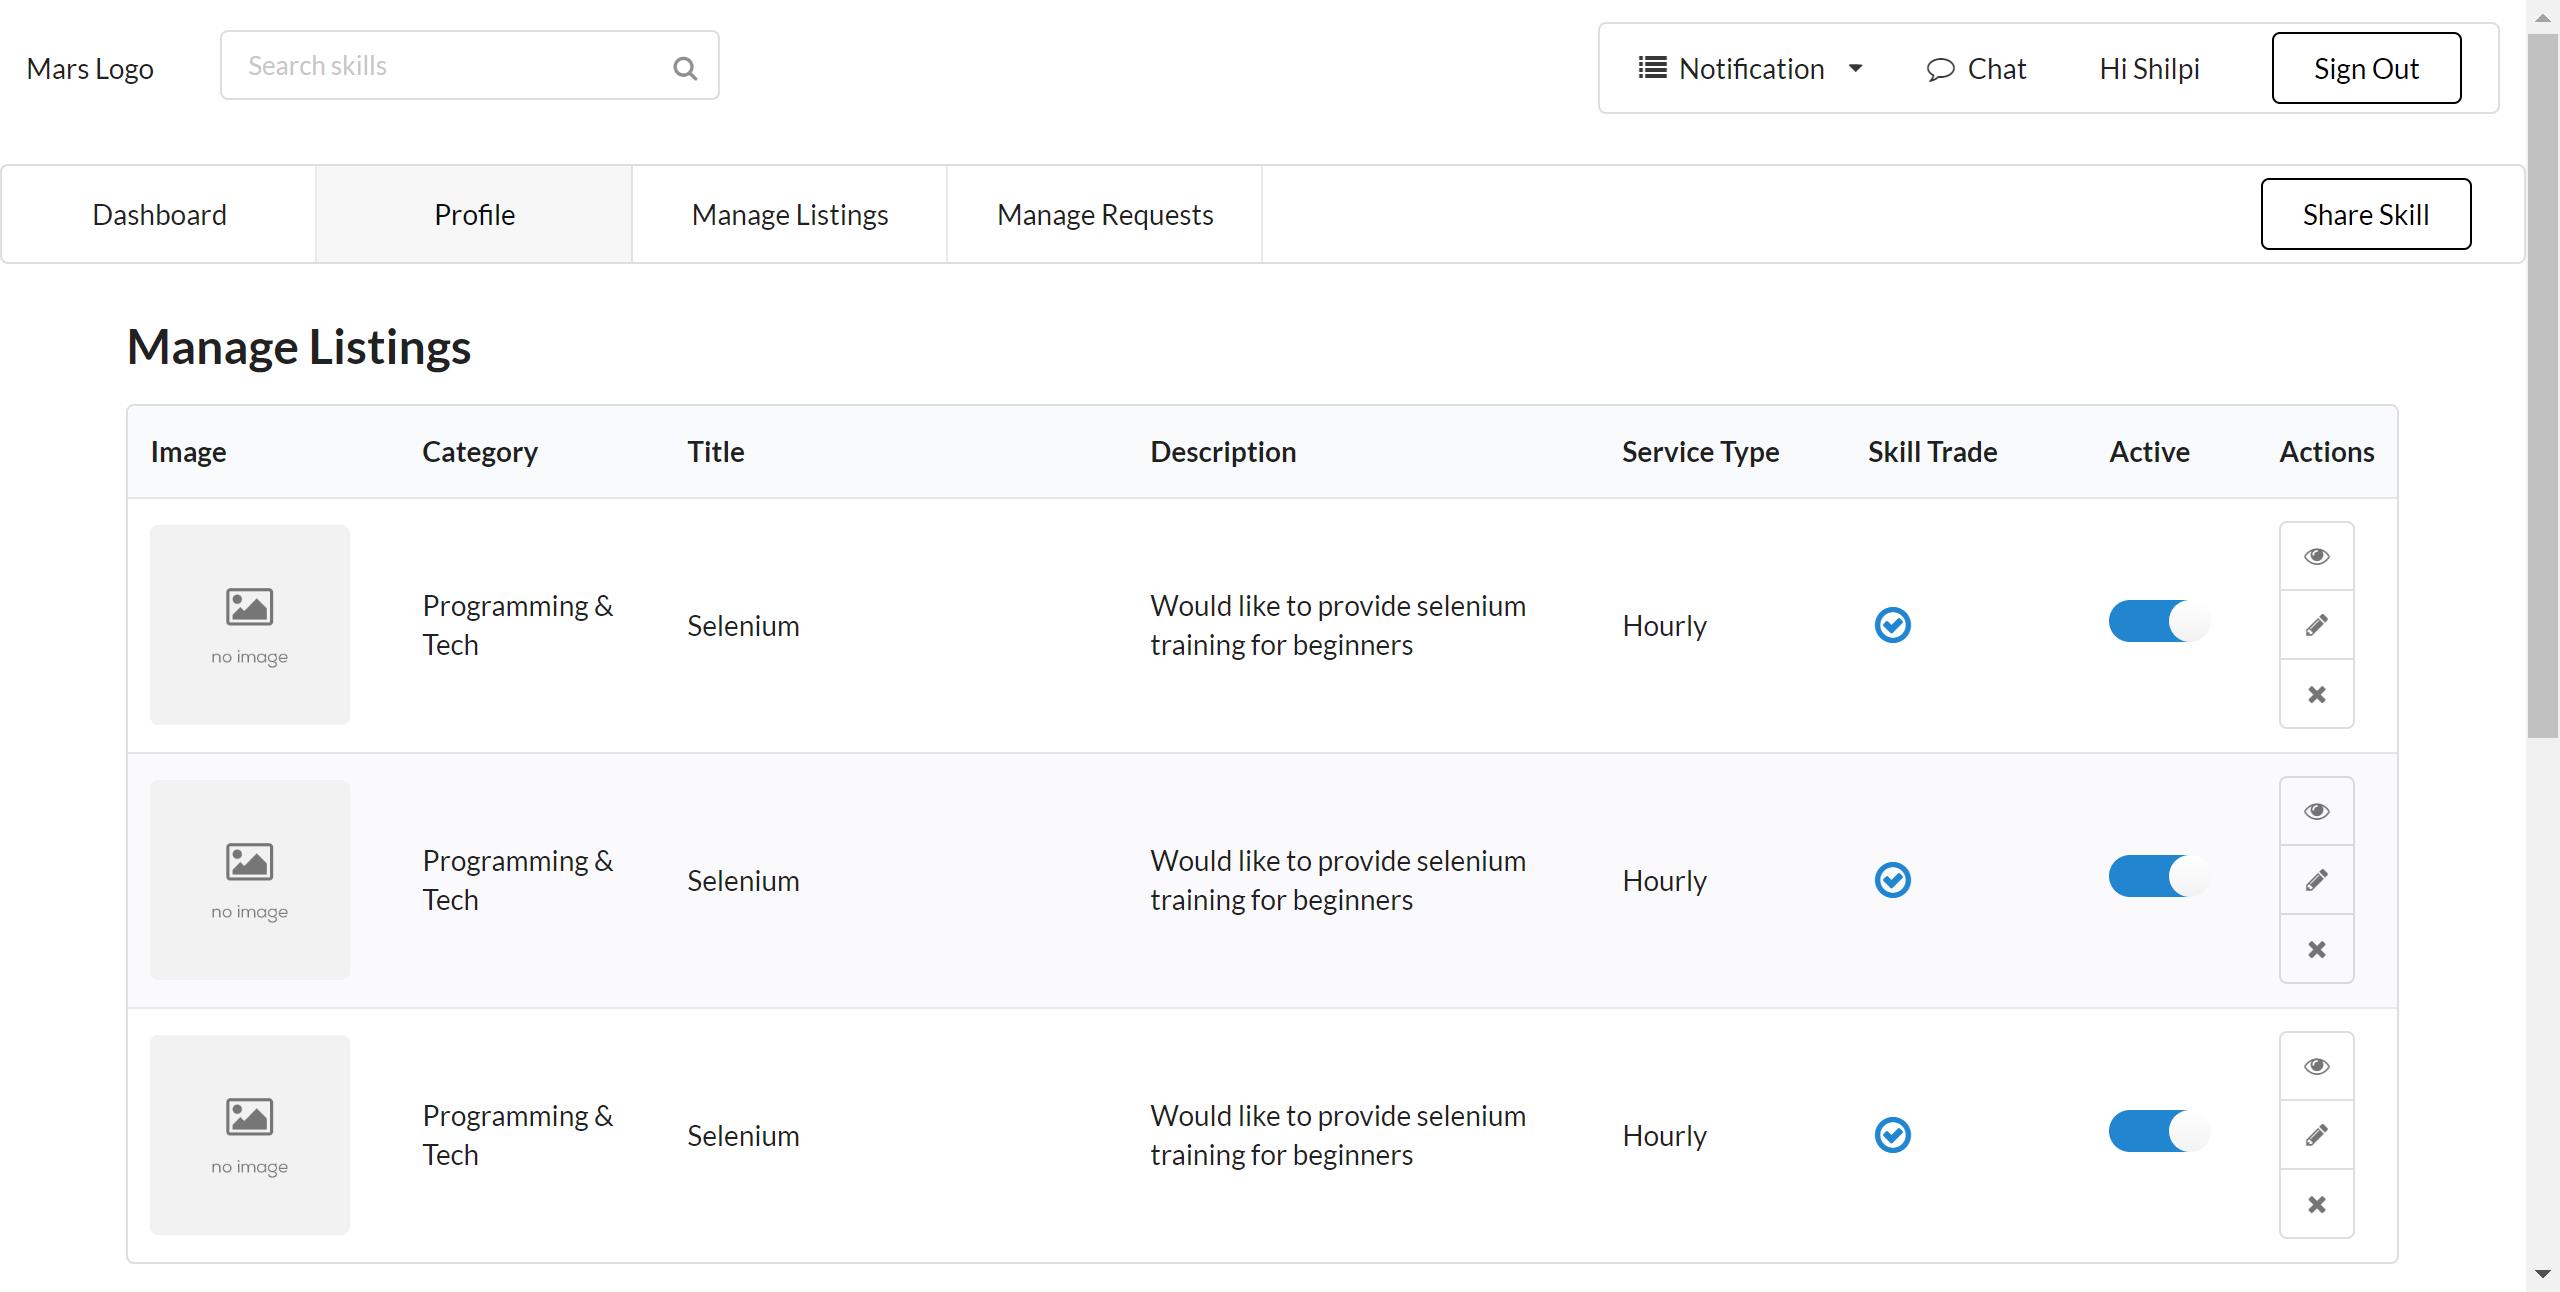 Mars Logo
Search skills
Notification
Chat
Hi Shilpi
Sign Out
Dashboard
Profile
Manage Listings
Manage Requests
Share Skill
Manage Listings
Image Category Title Description Service Type Skill Trade Active Actions
no image
Programming &
Tech
Selenium
Would like to provide selenium
training for beginners
Hourly
no image
Programming &
Tech
Selenium
Would like to provide selenium
training for beginners
Hourly
no image
Programming &
Tech
Selenium
Would like to provide selenium
training for beginners
Hourly